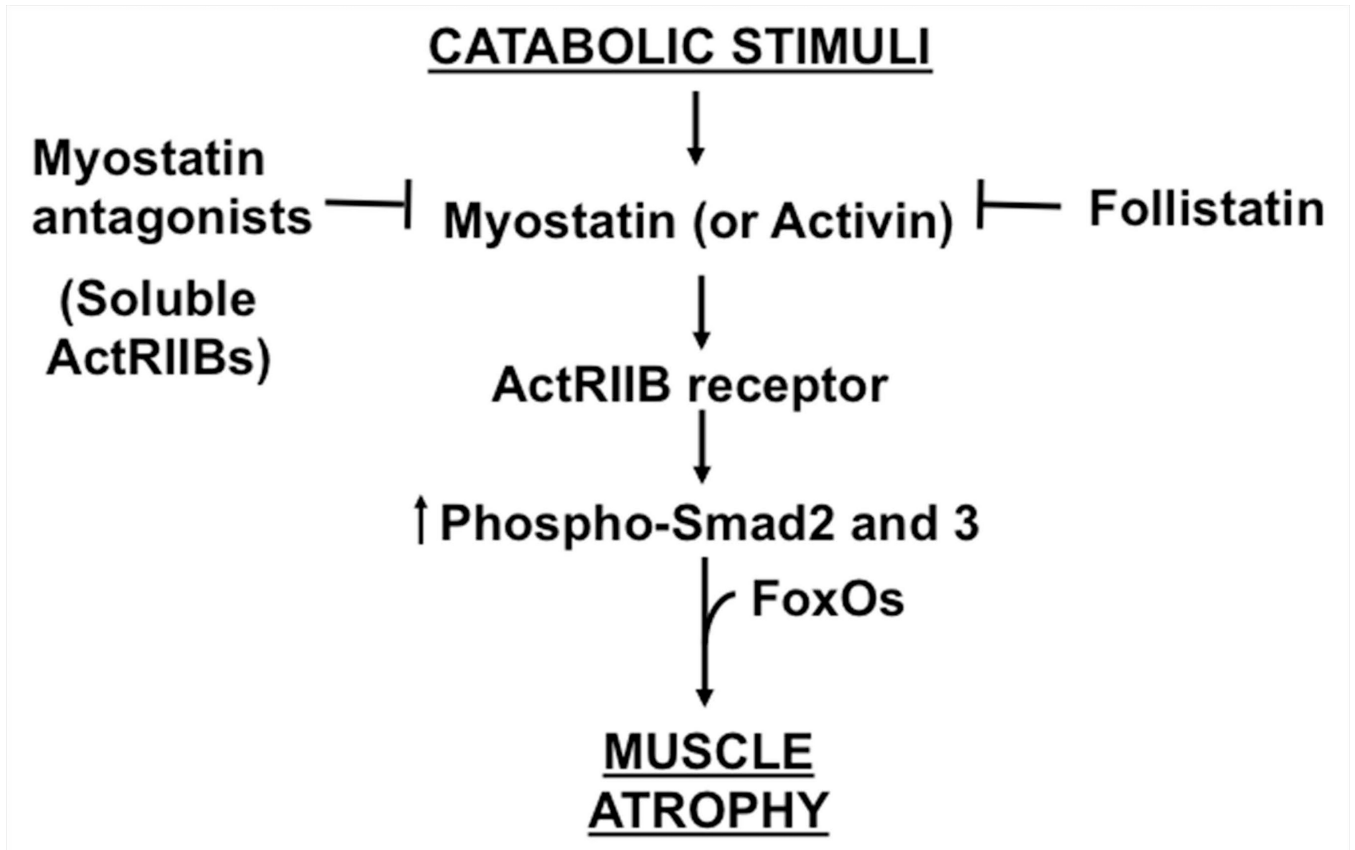 CATABOLIC STIMULI
Myostatin
antagonists
(Soluble
ActRIIBs)
Myostatin (or Activin)
Follistatin
ActRIIB receptor
↑Phospho-Smad2 and 3
FoxOs
MUSCLE
ATROPHY